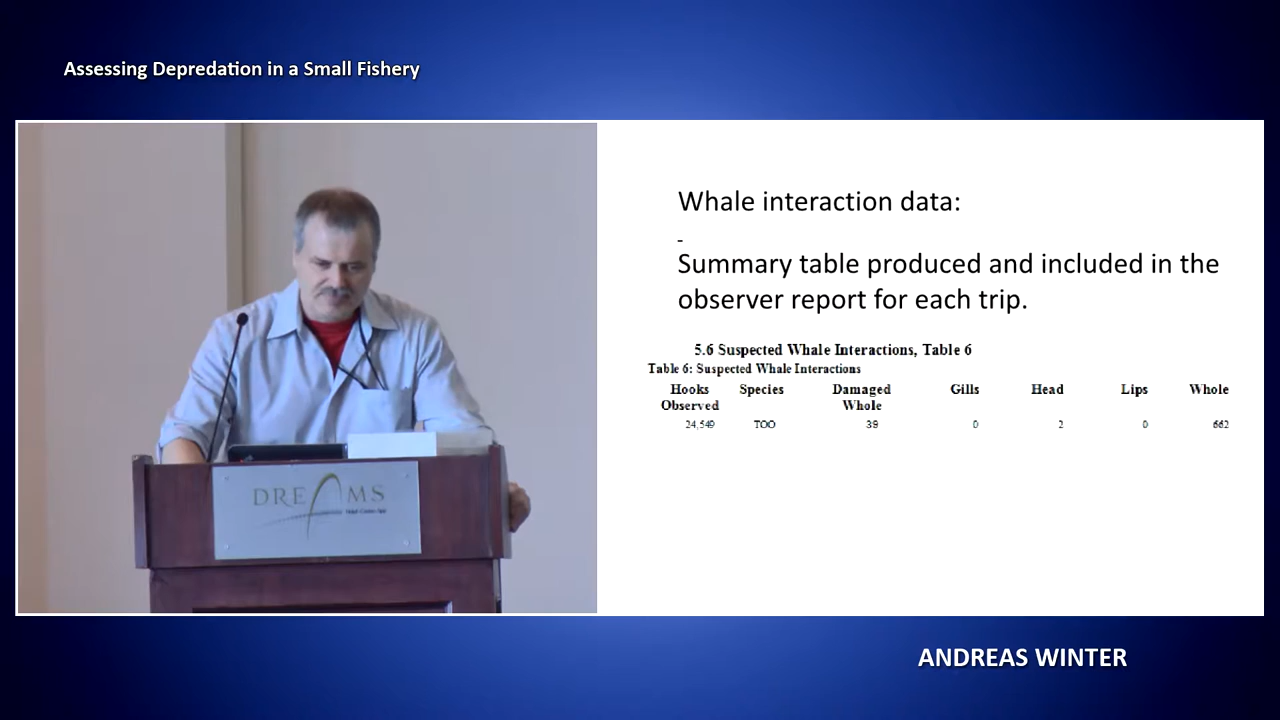 Assessing Depredation in a Small Fishery
Whale interaction data:
-
Summary table produced and included in the
observer report for each trip.
5.6 Suspected Whale Interactions, Table 6
Table 6: Suspected Whale Interactions
Hooks Observed Species Damaged Whole Gills Head Lips Whole
24,549 TOO 39 0 2 0 662
DREAMS
ANDREAS WINTER